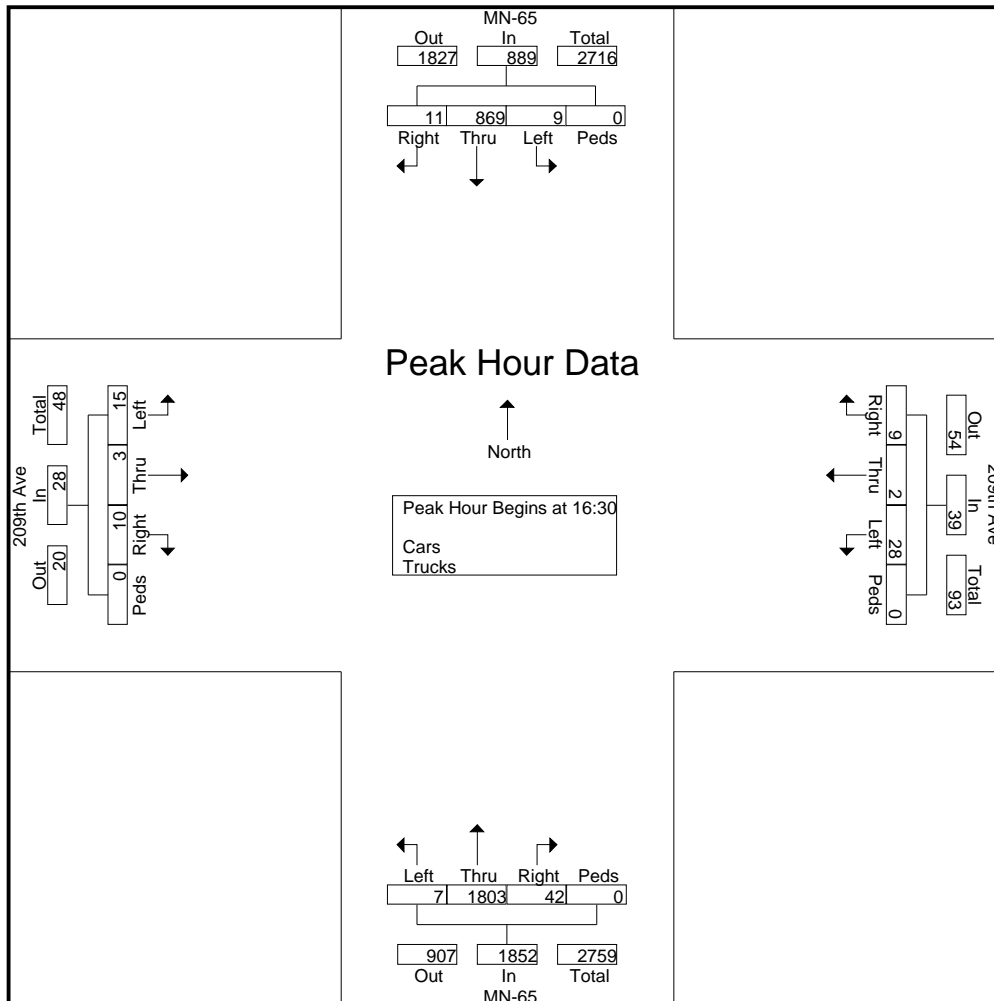 MN-65
Out In Total
1827 889 2716
11 869 9 0
Right Thru Left Peds
Peak Hour Data
North
Peak Hour Begins at 16:30
Cars
Trucks
209th Ave
Total In Out
48 28 20
15 3 10 0
Left Thru Right Peds
Right Thru Left Peds
9 2 28 0
Out In Total
54 39 93
209th Ave
Left Thru Right Peds
7 1803 42 0
907 1852 2759
Out In Total
MN-65